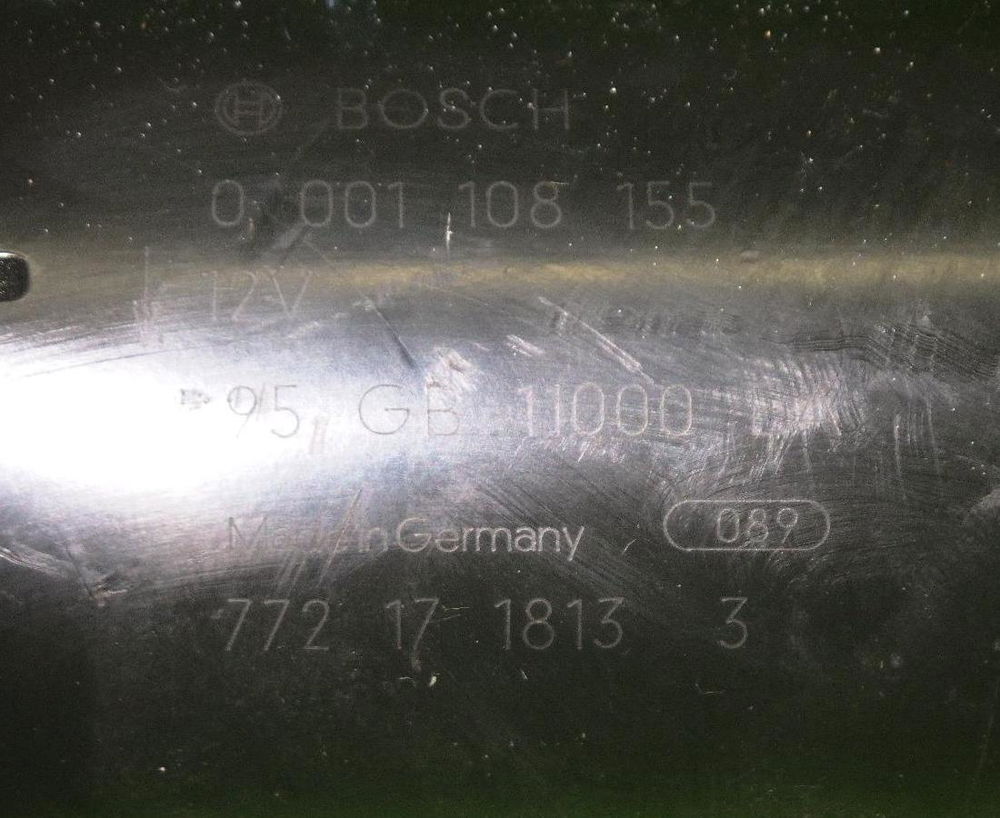 BOSCH
0 001 108 155
12V
95 GB 11000
Made in Germany 089
772 17 1813 3